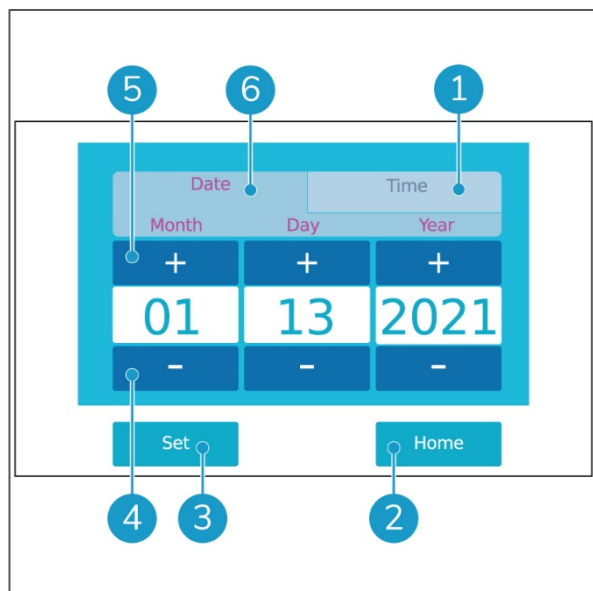 5 6 1
Date Time
Month Day Year
+ + +
01 13 2021
- - -
Set Home
4 3 2